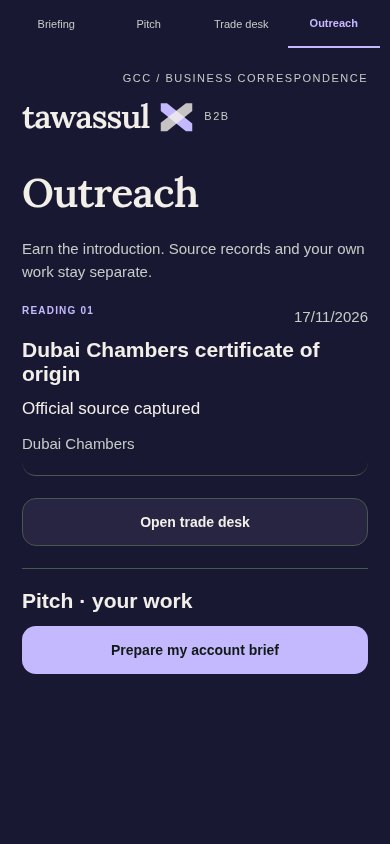 Briefing Pitch Trade desk Outreach
GCC / BUSINESS CORRESPONDENCE
tawassul B2B
Outreach
Earn the introduction. Source records and your own
work stay separate.
READING 01 17/11/2026
Dubai Chambers certificate of
origin
Official source captured
Dubai Chambers
Open trade desk
Pitch · your work
Prepare my account brief